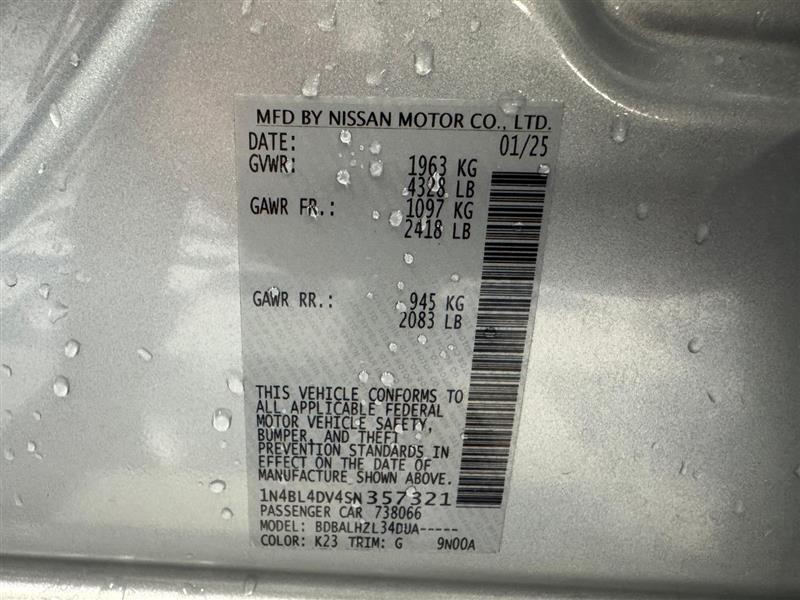 MFD BY NISSAN MOTOR CO., LTD.
DATE: 01/25
GVWR: 1963 KG
4328 LB
GAWR FR.: 1097 KG
2418 LB
GAWR RR.: 945 KG
2083 LB
THIS VEHICLE CONFORMS TO
ALL APPLICABLE FEDERAL
MOTOR VEHICLE SAFETY,
BUMPER, AND THEFT
PREVENTION STANDARDS IN
EFFECT ON THE DATE OF
MANUFACTURE SHOWN ABOVE.
1N4BL4DV4SN357321
PASSENGER CAR 738066
MODEL: BDBALHZL34DUA-----
COLOR: K23 TRIM: G 9N00A